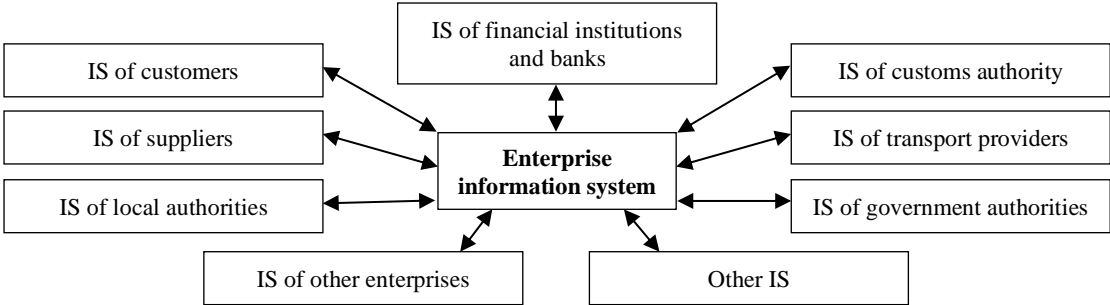 IS of financial institutions
and banks
IS of customers
IS of customs authority
IS of suppliers
IS of transport providers
Enterprise
information system
IS of local authorities
IS of government authorities
IS of other enterprises
Other IS